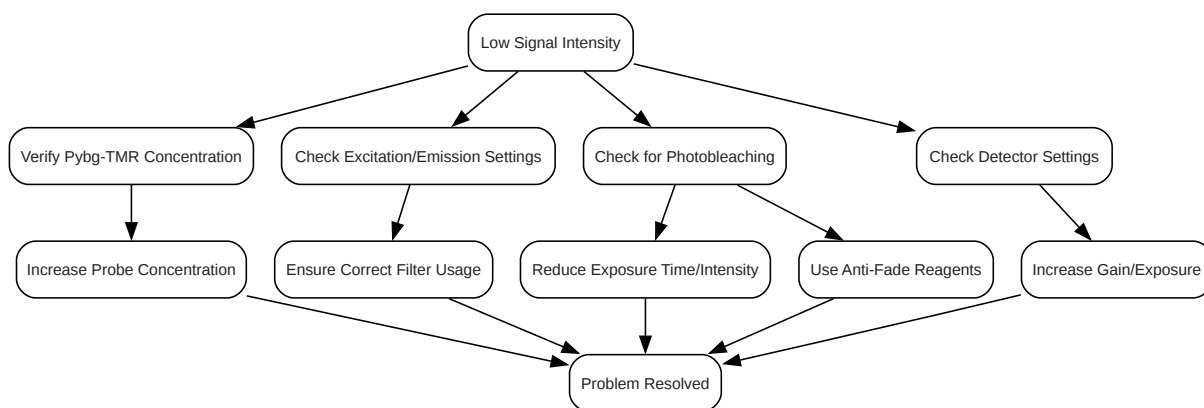 Low Signal Intensity
Verify Pybg-TMR Concentration
Check Excitation/Emission Settings
Check for Photobleaching
Check Detector Settings
Increase Probe Concentration
Ensure Correct Filter Usage
Reduce Exposure Time/Intensity
Use Anti-Fade Reagents
Increase Gain/Exposure
Problem Resolved